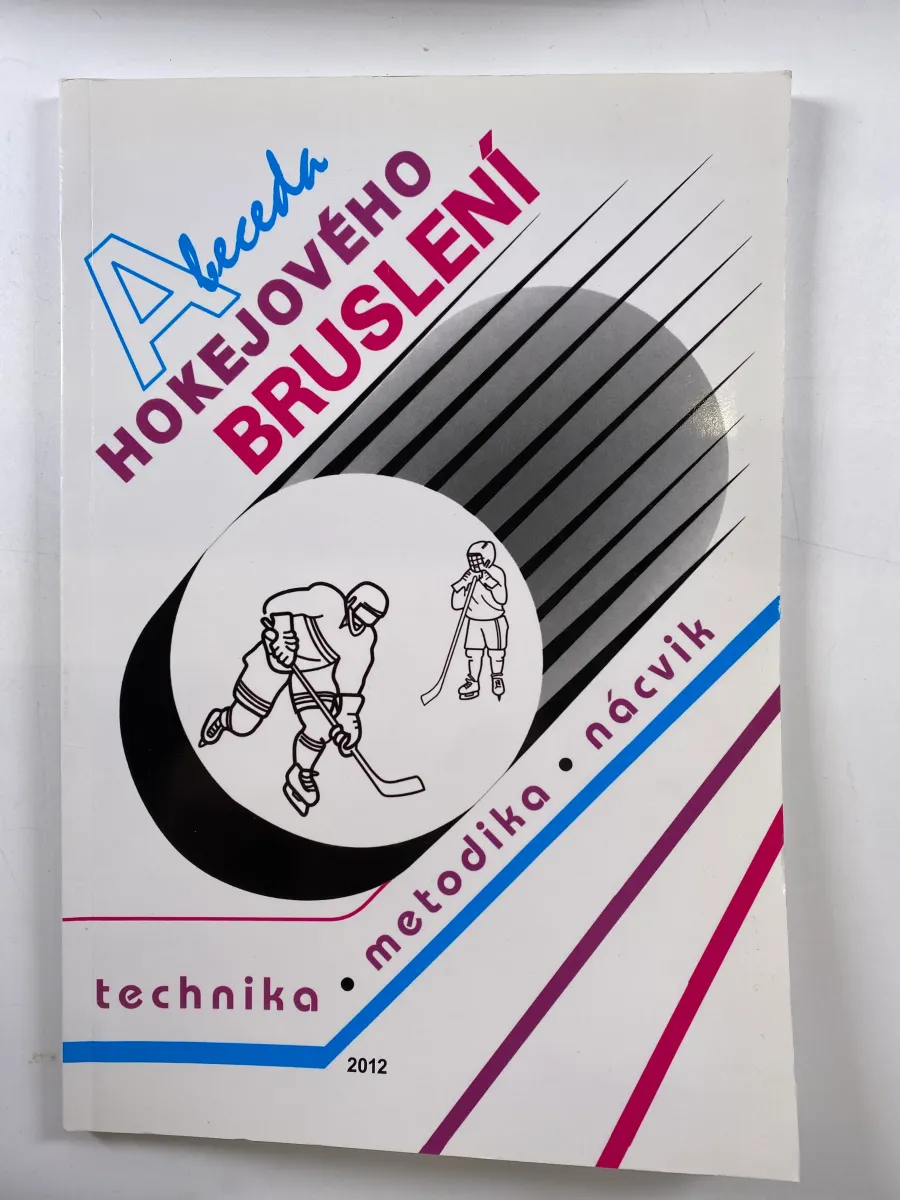 Abeceda
HOKEJOVÉHO
BRUSLENÍ
technika • metodika • nácvik
2012